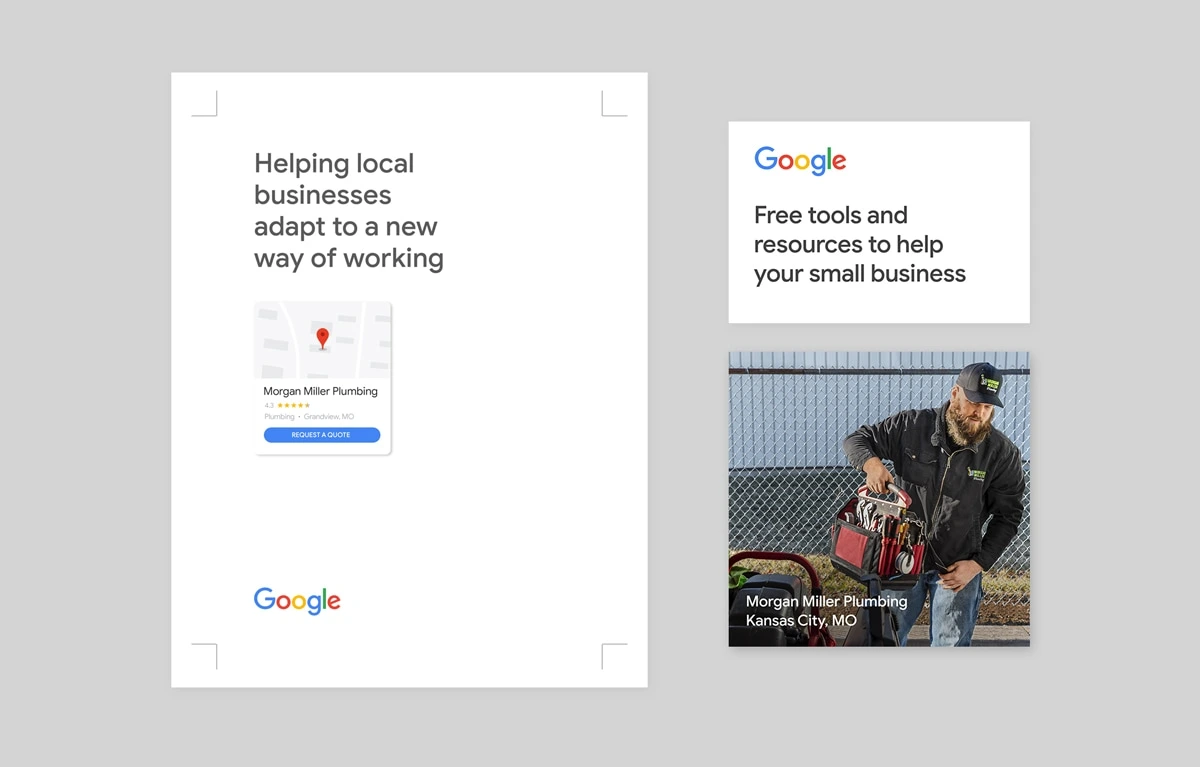 Helping local
businesses
adapt to a new
way of working
Morgan Miller Plumbing
4.3
Plumbing • Grandview, MO
REQUEST A QUOTE
Google
Google
Free tools and
resources to help
your small business
Morgan Miller Plumbing
Kansas City, MO